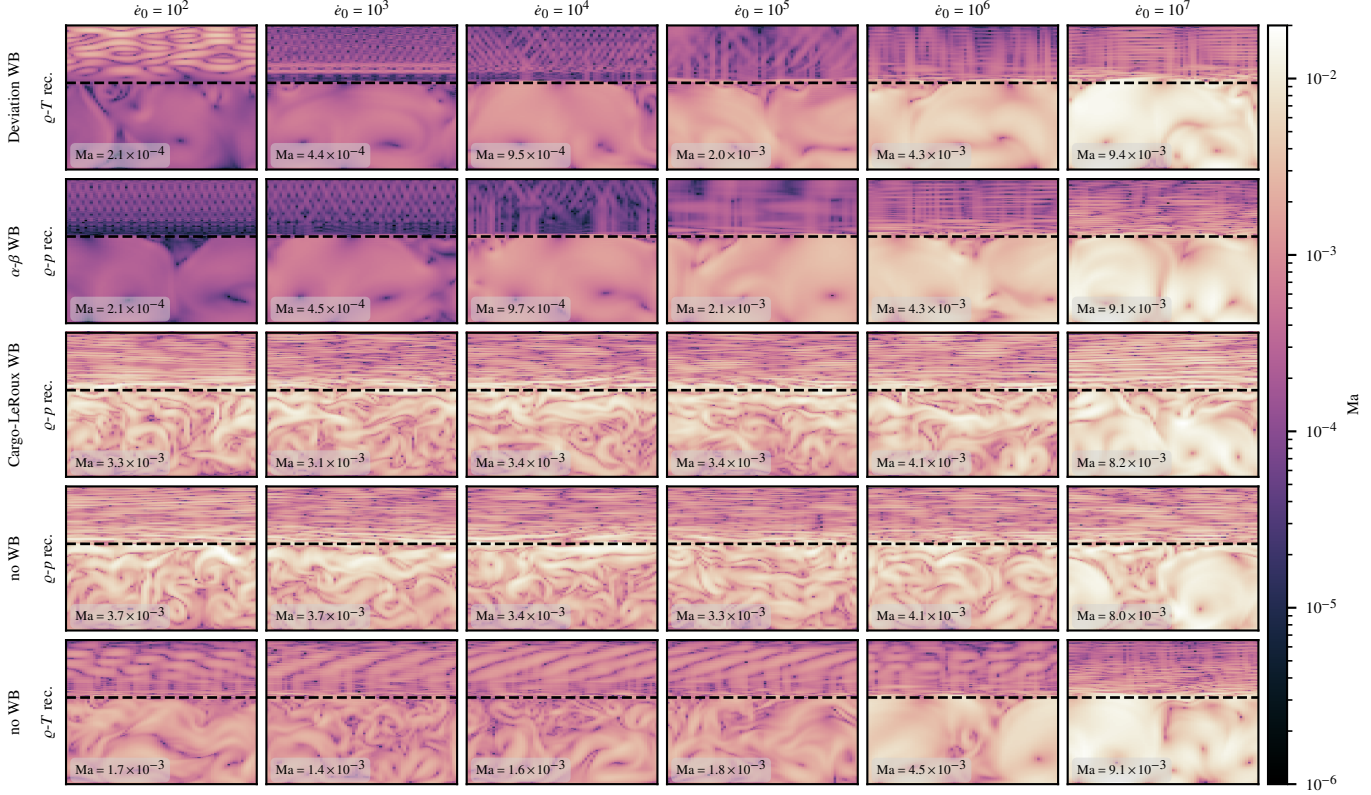 ė₀ = 10² ė₀ = 10³ ė₀ = 10⁴ ė₀ = 10⁵ ė₀ = 10⁶ ė₀ = 10⁷
Deviation WB
ϱ-T rec.
Ma = 2.1×10⁻⁴ Ma = 4.4×10⁻⁴ Ma = 9.5×10⁻⁴ Ma = 2.0×10⁻³ Ma = 4.3×10⁻³ Ma = 9.4×10⁻³
α-β WB
ϱ-p rec.
Ma = 2.1×10⁻⁴ Ma = 4.5×10⁻⁴ Ma = 9.7×10⁻⁴ Ma = 2.1×10⁻³ Ma = 4.3×10⁻³ Ma = 9.1×10⁻³
Cargo-LeRoux WB
ϱ-p rec.
Ma = 3.3×10⁻³ Ma = 3.1×10⁻³ Ma = 3.4×10⁻³ Ma = 3.4×10⁻³ Ma = 4.1×10⁻³ Ma = 8.2×10⁻³
no WB
ϱ-p rec.
Ma = 3.7×10⁻³ Ma = 3.7×10⁻³ Ma = 3.4×10⁻³ Ma = 3.3×10⁻³ Ma = 4.1×10⁻³ Ma = 8.0×10⁻³
no WB
ϱ-T rec.
Ma = 1.7×10⁻³ Ma = 1.4×10⁻³ Ma = 1.6×10⁻³ Ma = 1.8×10⁻³ Ma = 4.5×10⁻³ Ma = 9.1×10⁻³
10⁻²
10⁻³
10⁻⁴
10⁻⁵
10⁻⁶
Ma